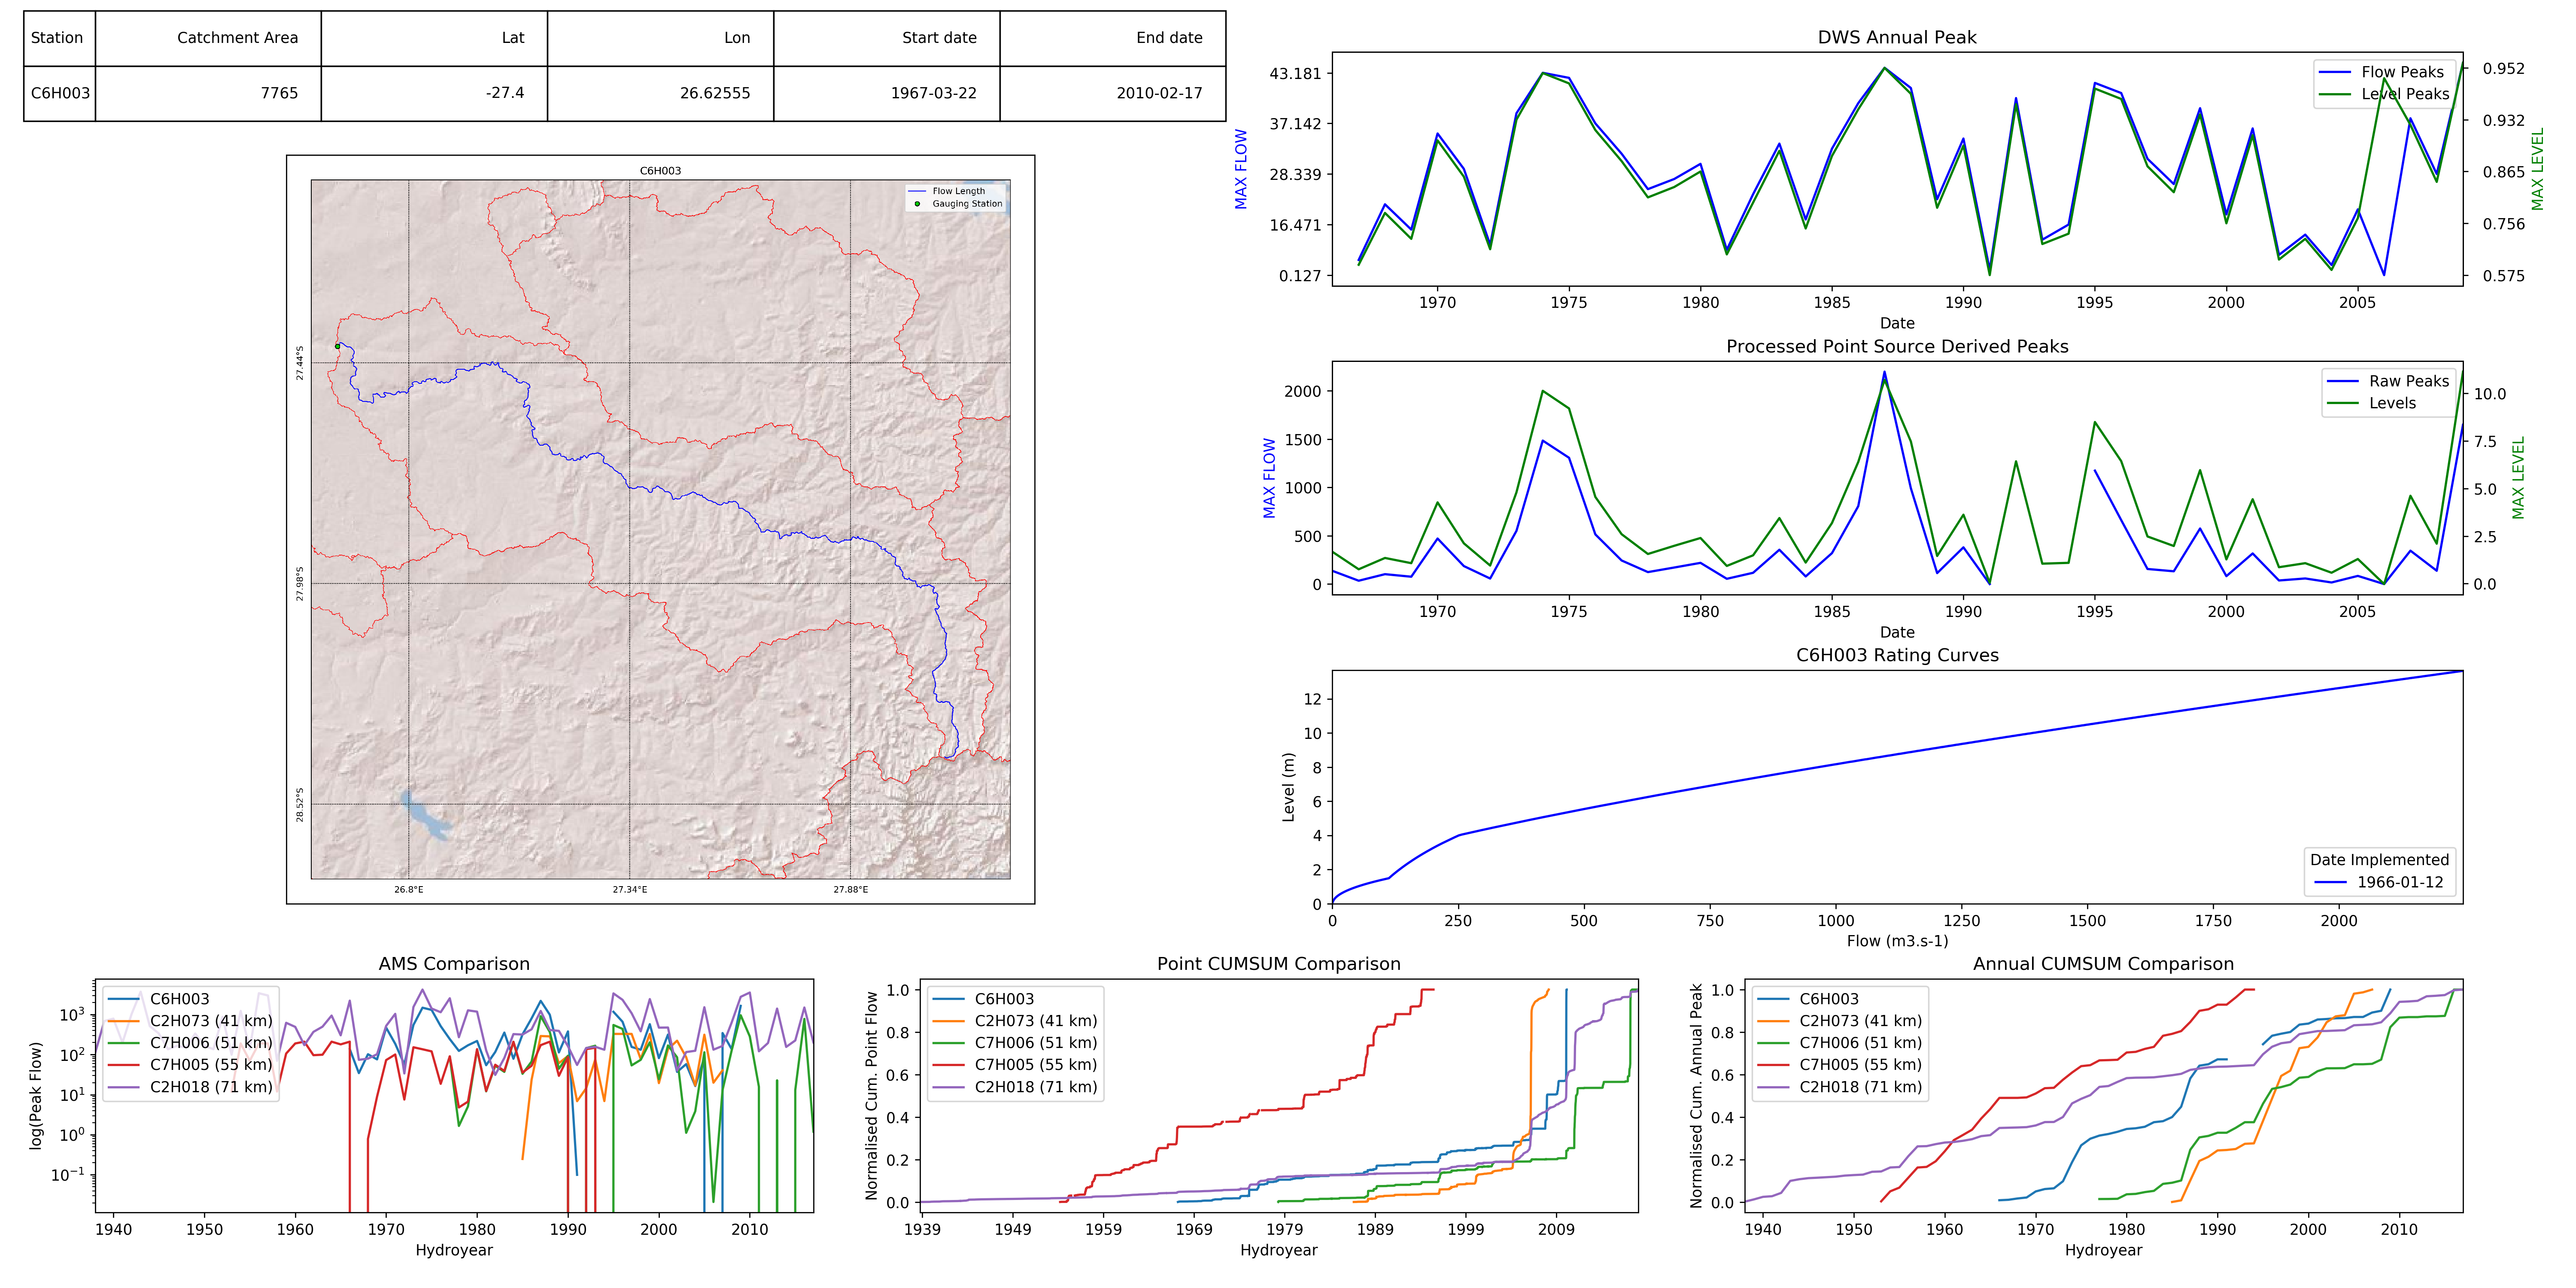 Station Catchment Area Lat Lon Start date End date
C6H003 7765 -27.4 26.62555 1967-03-22 2010-02-17
C6H003
Flow Length
Gauging Station
27.44°S
27.98°S
28.52°S
26.8°E 27.34°E 27.88°E
DWS Annual Peak
Flow Peaks
Level Peaks
MAX FLOW
43.181
37.142
28.339
16.471
0.127
MAX LEVEL
0.952
0.932
0.865
0.756
0.575
1970 1975 1980 1985 1990 1995 2000 2005
Date
Processed Point Source Derived Peaks
Raw Peaks
Levels
MAX FLOW
2000
1500
1000
500
0
MAX LEVEL
10.0
7.5
5.0
2.5
0.0
1970 1975 1980 1985 1990 1995 2000 2005
Date
C6H003 Rating Curves
Level (m)
12
10
8
6
4
2
0
Date Implemented
1966-01-12
0 250 500 750 1000 1250 1500 1750 2000
Flow (m3.s-1)
AMS Comparison
C6H003
C2H073 (41 km)
C7H006 (51 km)
C7H005 (55 km)
C2H018 (71 km)
log(Peak Flow)
10³
10²
10¹
10⁰
10⁻¹
1940 1950 1960 1970 1980 1990 2000 2010
Hydroyear
Point CUMSUM Comparison
C6H003
C2H073 (41 km)
C7H006 (51 km)
C7H005 (55 km)
C2H018 (71 km)
Normalised Cum. Point Flow
1.0
0.8
0.6
0.4
0.2
0.0
1939 1949 1959 1969 1979 1989 1999 2009
Hydroyear
Annual CUMSUM Comparison
C6H003
C2H073 (41 km)
C7H006 (51 km)
C7H005 (55 km)
C2H018 (71 km)
Normalised Cum. Annual Peak
1.0
0.8
0.6
0.4
0.2
0.0
1940 1950 1960 1970 1980 1990 2000 2010
Hydroyear